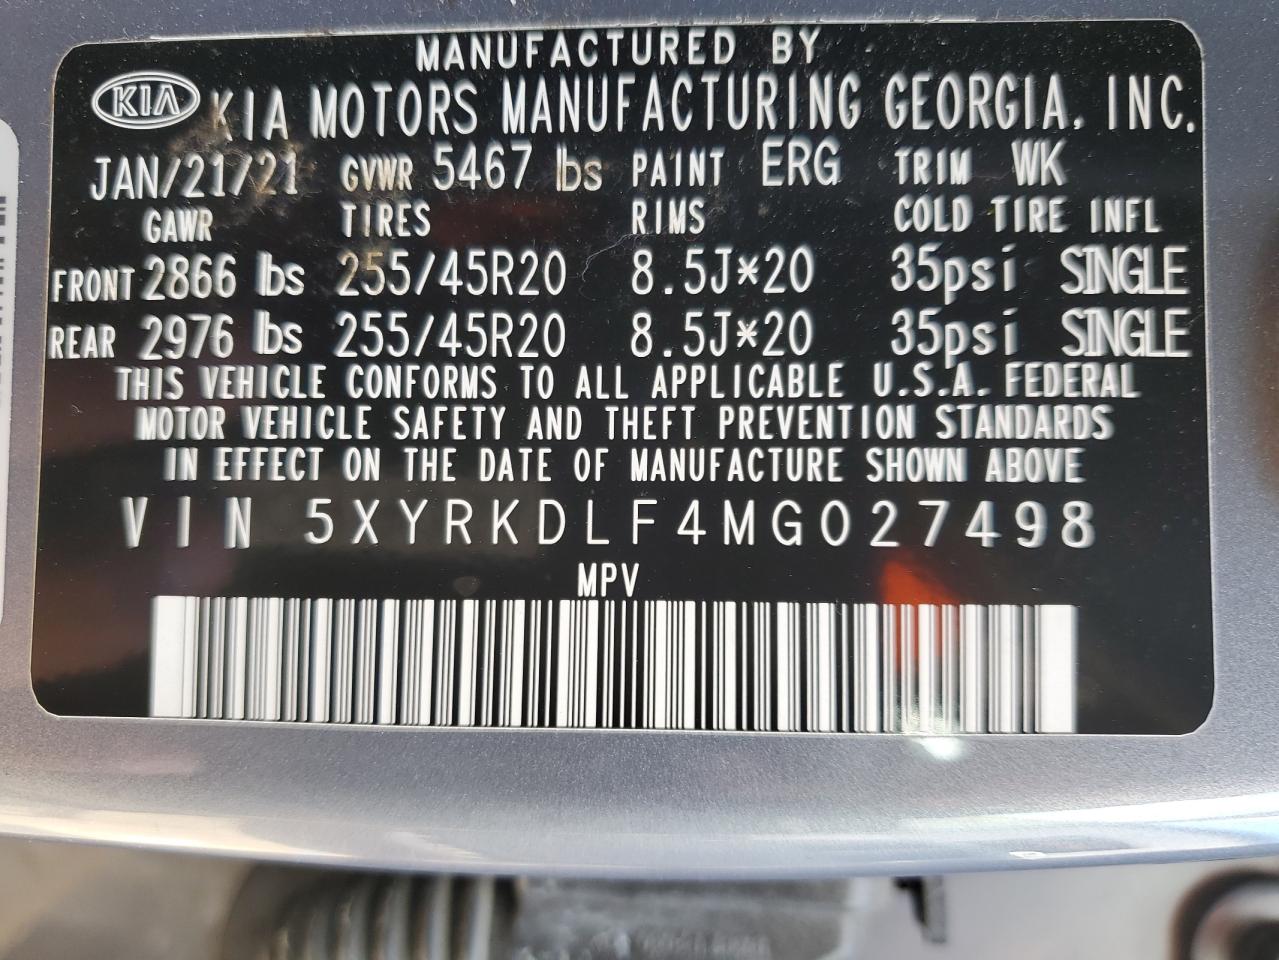 MANUFACTURED BY
KIA KIA MOTORS MANUFACTURING GEORGIA, INC.
JAN/21/21 GVWR 5467 lbs PAINT ERG TRIM WK
GAWR TIRES RIMS COLD TIRE INFL
FRONT 2866 lbs 255/45R20 8.5J*20 35psi SINGLE
REAR 2976 lbs 255/45R20 8.5J*20 35psi SINGLE
THIS VEHICLE CONFORMS TO ALL APPLICABLE U.S.A. FEDERAL
MOTOR VEHICLE SAFETY AND THEFT PREVENTION STANDARDS
IN EFFECT ON THE DATE OF MANUFACTURE SHOWN ABOVE
VIN 5XYRKDLF4MG027498
MPV